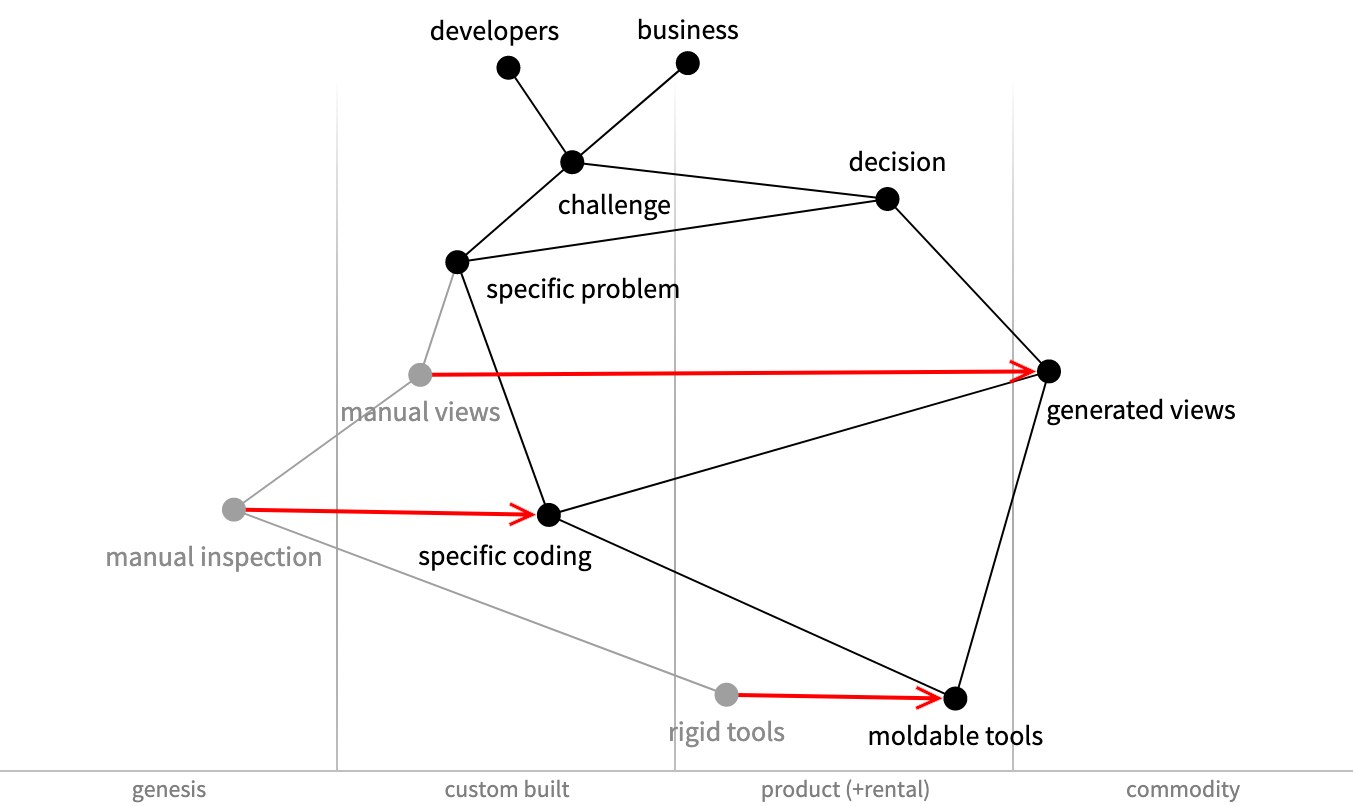 developers
business
decision
challenge
specific problem
manual views
generated views
manual inspection
specific coding
rigid tools
moldable tools
genesis
custom built
product (+rental)
commodity